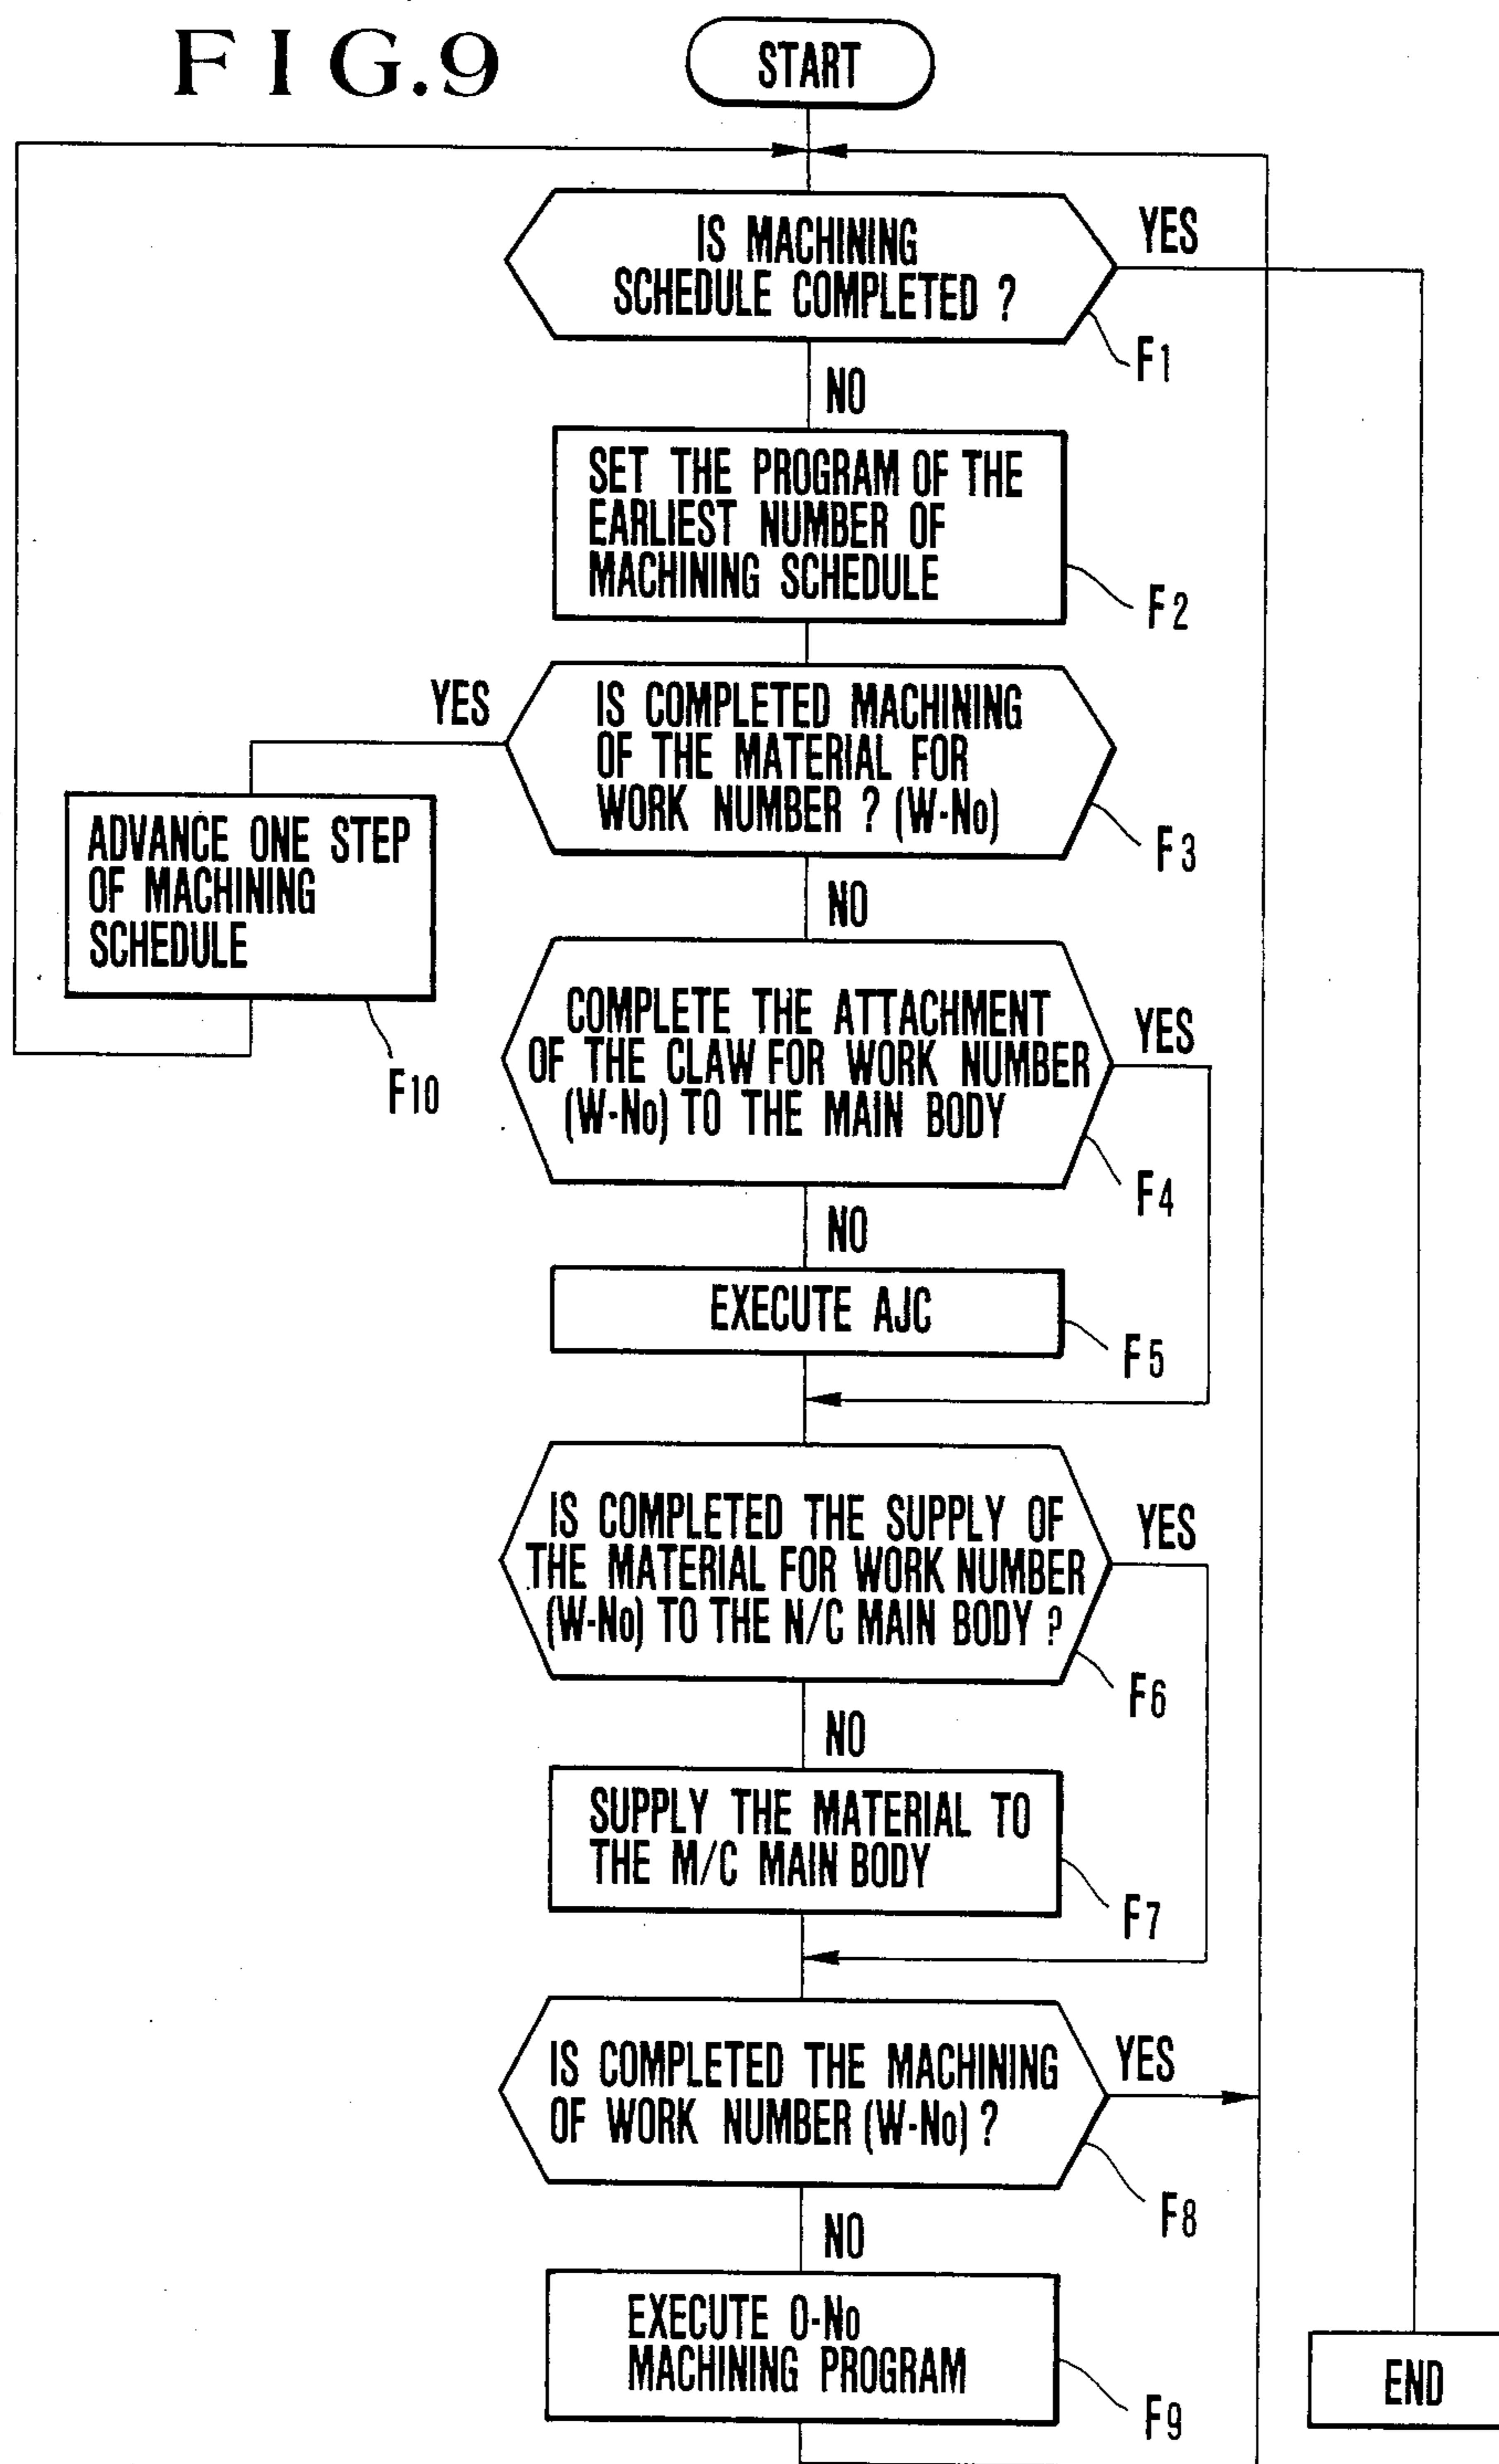 FIG.9
START
IS MACHINING
SCHEDULE COMPLETED ?
YES
F1
NO
SET THE PROGRAM OF THE
EARLIEST NUMBER OF
MACHINING SCHEDULE
F2
YES
IS COMPLETED MACHINING
OF THE MATERIAL FOR
WORK NUMBER ? (W-No)
F3
ADVANCE ONE STEP
OF MACHINING
SCHEDULE
F10
NO
COMPLETE THE ATTACHMENT
OF THE CLAW FOR WORK NUMBER
(W-No) TO THE MAIN BODY
YES
F4
NO
EXECUTE AJC
F5
IS COMPLETED THE SUPPLY OF
THE MATERIAL FOR WORK NUMBER
(W-No) TO THE N/C MAIN BODY ?
YES
F6
NO
SUPPLY THE MATERIAL TO
THE M/C MAIN BODY
F7
IS COMPLETED THE MACHINING
OF WORK NUMBER (W-No) ?
YES
F8
NO
EXECUTE O-No
MACHINING PROGRAM
F9
END